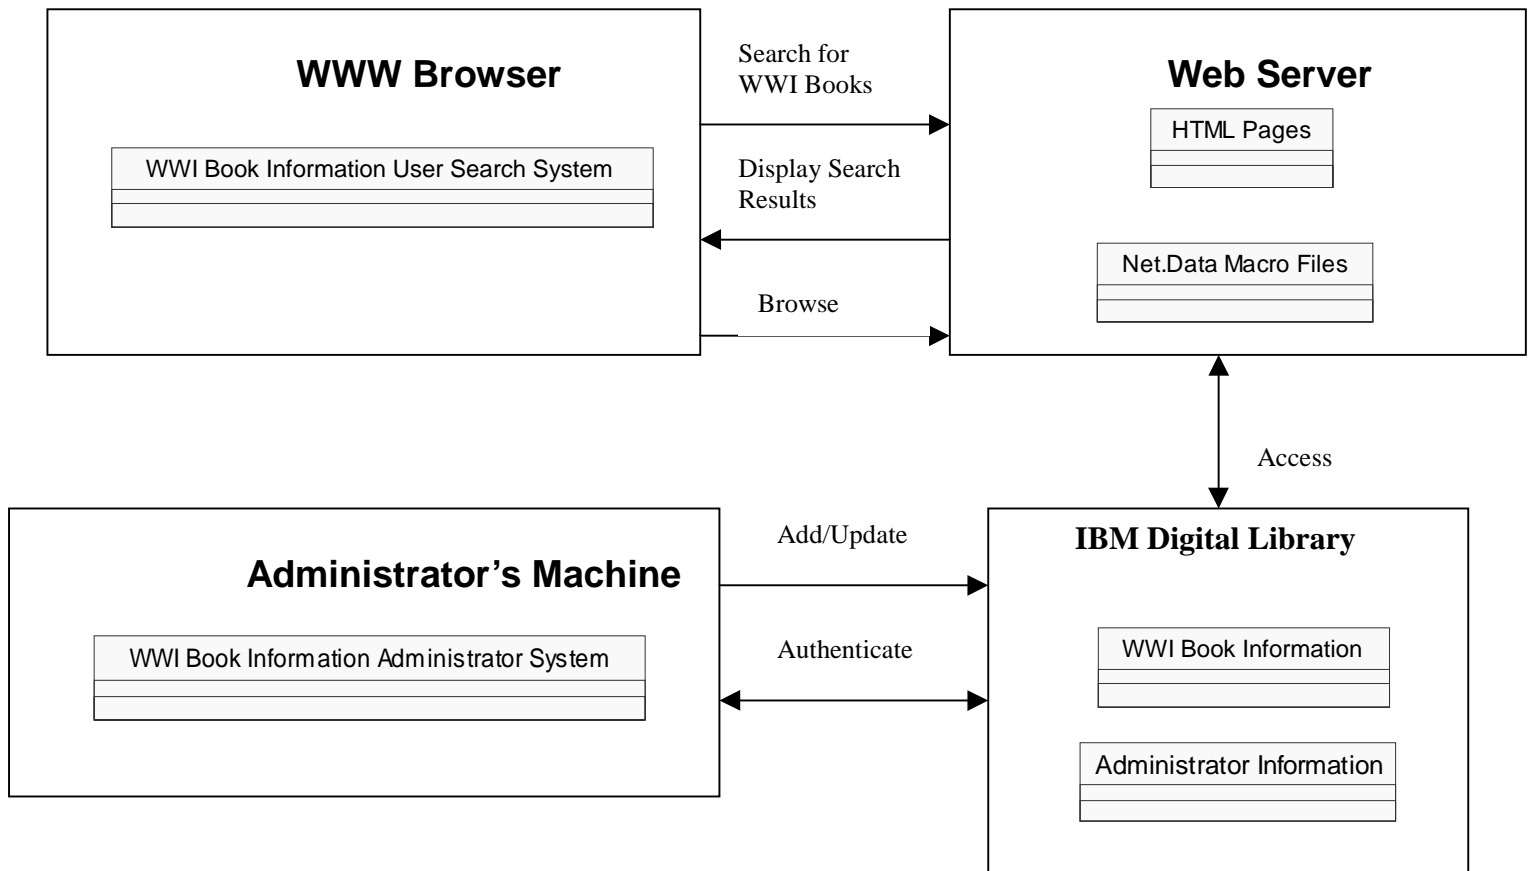 WWW Browser
WWI Book Information User Search System
Search for
WWI Books
Display Search
Results
Browse
Web Server
HTML Pages
Net.Data Macro Files
Access
Administrator’s Machine
WWI Book Information Administrator System
Add/Update
Authenticate
IBM Digital Library
WWI Book Information
Administrator Information